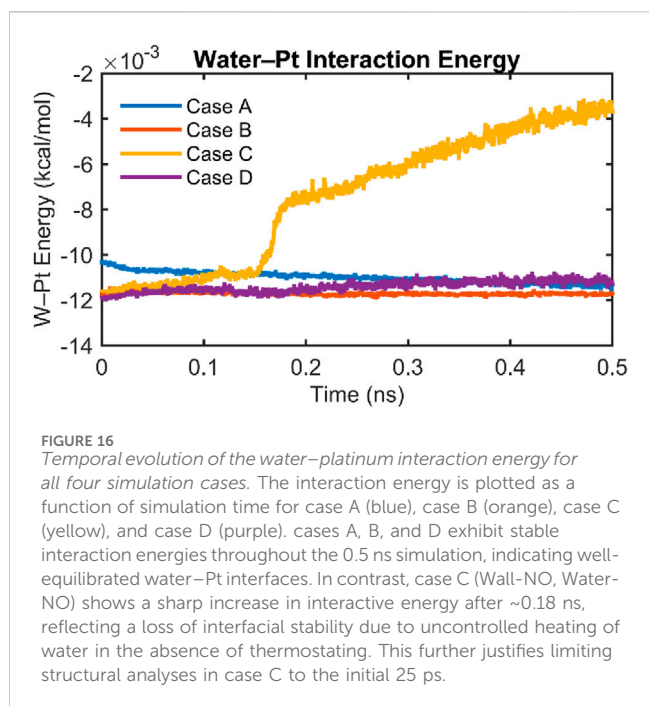 ×10⁻³ Water–Pt Interaction Energy
-2
-4
-6
-8
-10
-12
-14
W–Pt Energy (kcal/mol)
Case A
Case B
Case C
Case D
0 0.1 0.2 0.3 0.4 0.5
Time (ns)
FIGURE 16
Temporal evolution of the water–platinum interaction energy for
all four simulation cases. The interaction energy is plotted as a
function of simulation time for case A (blue), case B (orange), case C
(yellow), and case D (purple). cases A, B, and D exhibit stable
interaction energies throughout the 0.5 ns simulation, indicating well-
equilibrated water–Pt interfaces. In contrast, case C (Wall-NO, Water-
NO) shows a sharp increase in interactive energy after ~0.18 ns,
reflecting a loss of interfacial stability due to uncontrolled heating of
water in the absence of thermostating. This further justifies limiting
structural analyses in case C to the initial 25 ps.